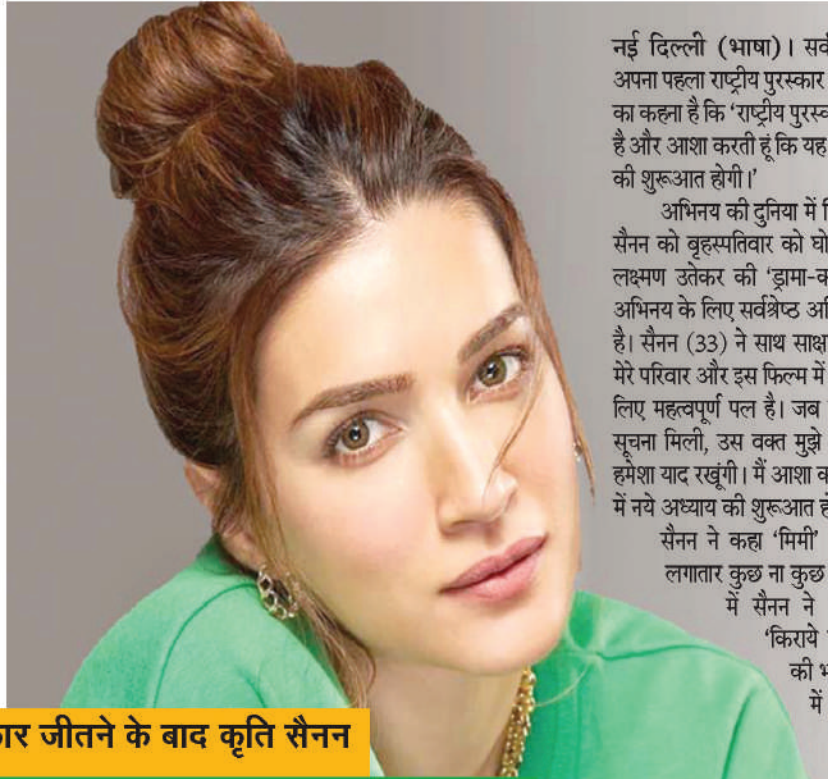 नई दिल्ली (भाषा)। सर्व
अपना पहला राष्ट्रीय पुरस्कार
का कहना है कि ‘राष्ट्रीय पुरस्क
है और आशा करती हूं कि यह
की शुरूआत होगी।’
अभिनय की दुनिया में
सैनन को बृहस्पतिवार को घो
लक्ष्मण उतेकर की ‘ड्रामा-क
अभिनय के लिए सर्वश्रेष्ठ अ
है। सैनन (33) ने साथ साक्षा
मेरे परिवार और इस फिल्म में
लिए महत्वपूर्ण पल है। जब
सूचना मिली, उस वक्त मुझे
हमेशा याद रखूंगी। मैं आशा क
में नये अध्याय की शुरूआत ह
सैनन ने कहा ‘मिमी’
लगातार कुछ ना कुछ
में सैनन ने
‘किराये
की भ
में
कार जीतने के बाद कृति सैनन